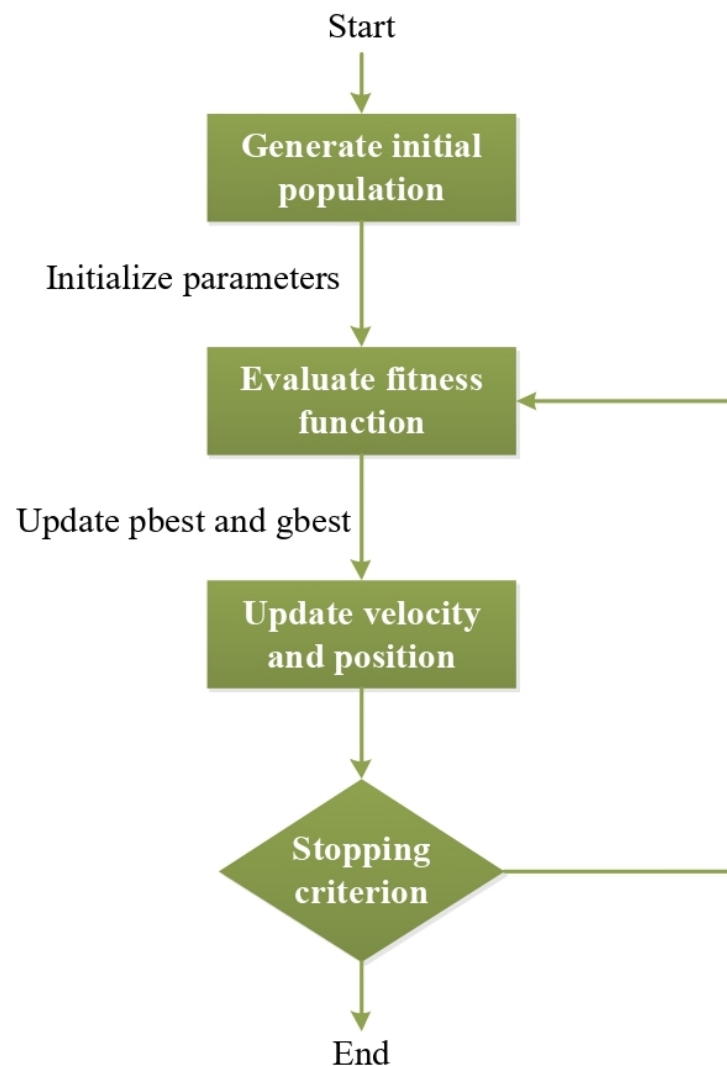 Start
Generate initial
population
Initialize parameters
Evaluate fitness
function
Update pbest and gbest
Update velocity
and position
Stopping
criterion
End